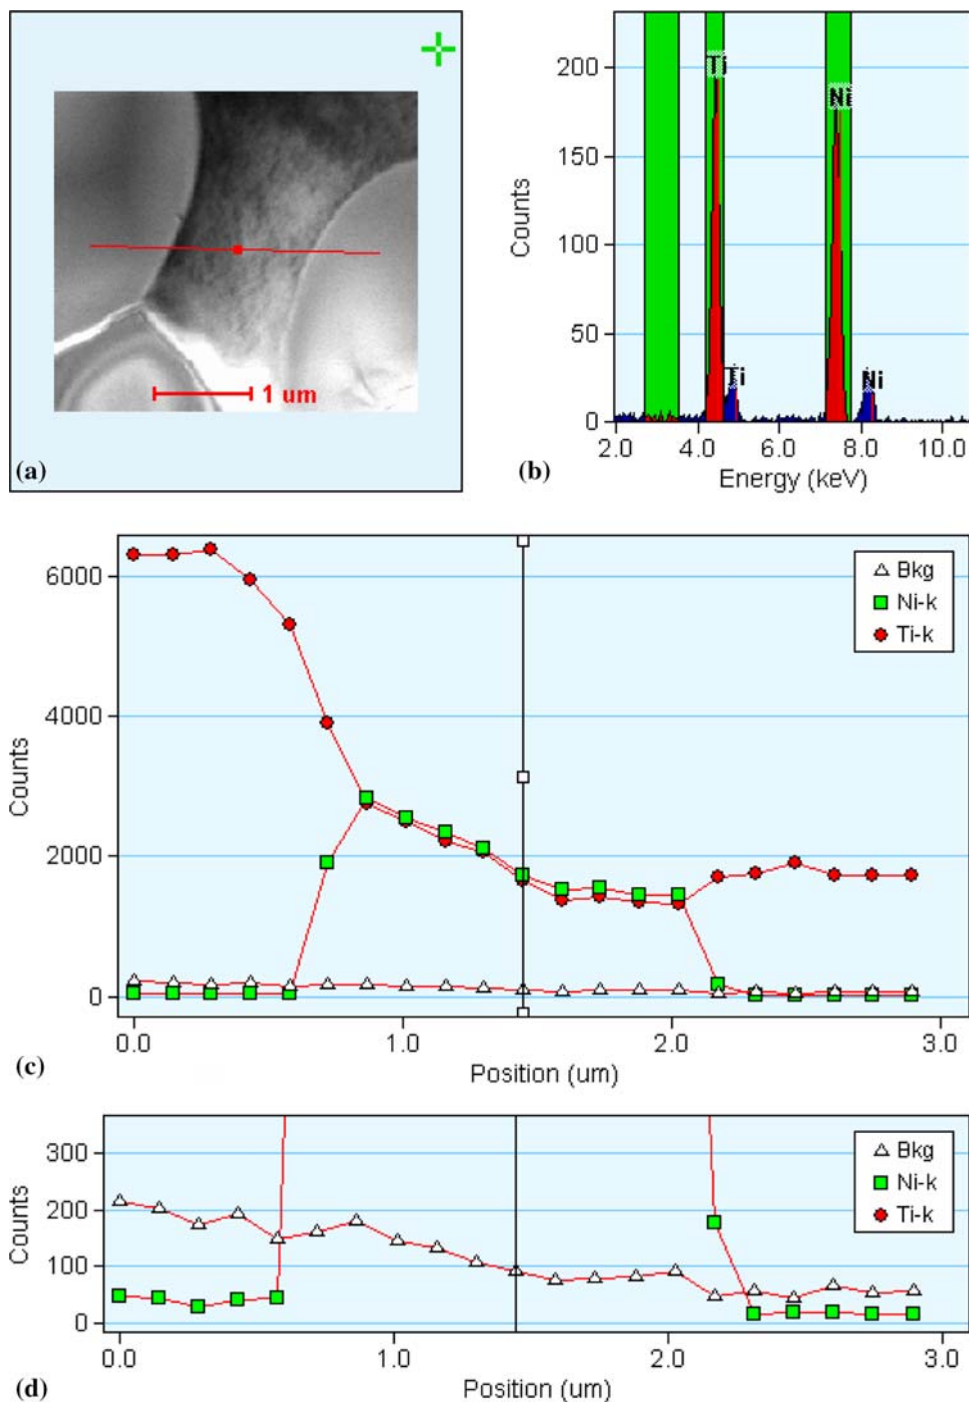 1 um
(a)
200
150
100
50
0
Counts
Ti
Ni
Ti
Ni
2.0 4.0 6.0 8.0 10.0
Energy (keV)
(b)
6000
4000
2000
0
Counts
Bkg
Ni-k
Ti-k
0.0 1.0 2.0 3.0
Position (um)
(c)
300
200
100
0
Counts
Bkg
Ni-k
Ti-k
0.0 1.0 2.0 3.0
Position (um)
(d)